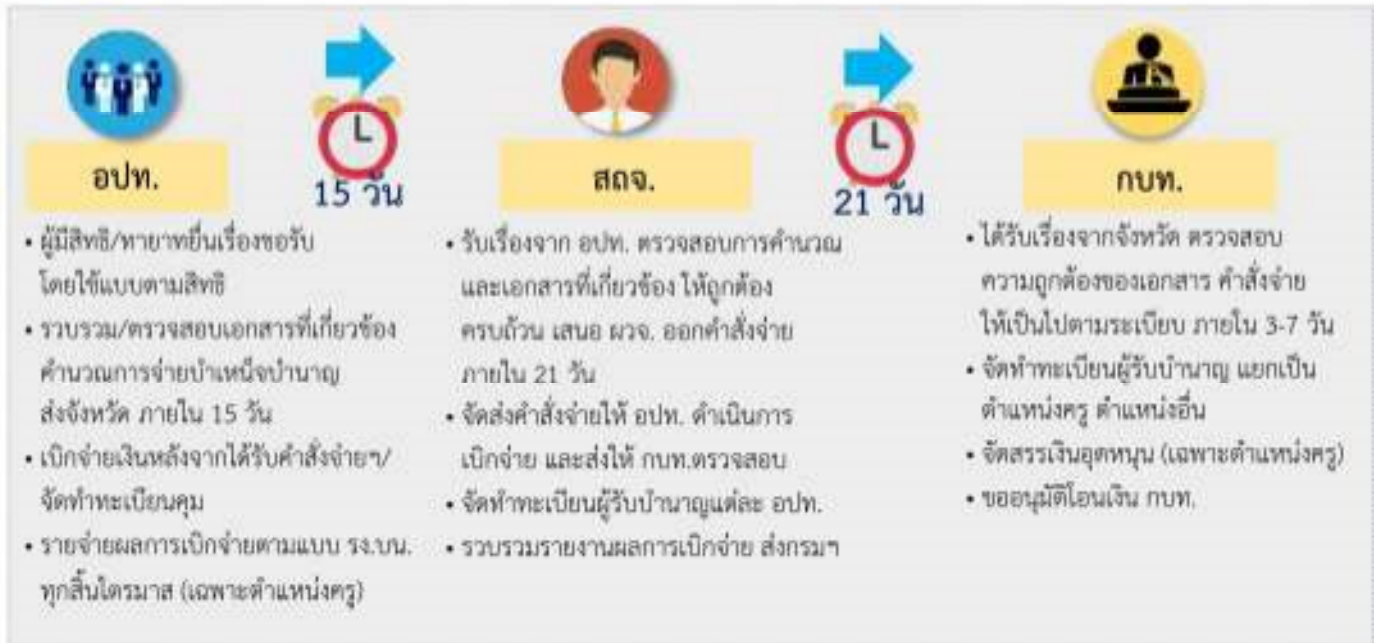 อปท.
15 วัน
สถจ.
21 วัน
กบท.
• ผู้มีสิทธิ/ทายาทยื่นเรื่องขอรับ
โดยใช้แบบตามสิทธิ
• รวบรวม/ตรวจสอบเอกสารที่เกี่ยวข้อง
คำนวณการจ่ายบำเหน็จบำนาญ
ส่งจังหวัด ภายใน 15 วัน
• เบิกจ่ายเงินหลังจากได้รับคำสั่งจ่ายฯ/
จัดทำทะเบียนคุม
• รายจ่ายผลการเบิกจ่ายตามแบบ รง.บน.
ทุกสิ้นไตรมาส (เฉพาะตำแหน่งครู)
• รับเรื่องจาก อปท. ตรวจสอบการคำนวณ
และเอกสารที่เกี่ยวข้อง ให้ถูกต้อง
ครบถ้วน เสนอ ผวจ. ออกคำสั่งจ่าย
ภายใน 21 วัน
• จัดส่งคำสั่งจ่ายให้ อปท. ดำเนินการ
เบิกจ่าย และส่งให้ กบท.ตรวจสอบ
• จัดทำทะเบียนผู้รับบำนาญแต่ละ อปท.
• รวบรวมรายงานผลการเบิกจ่าย ส่งกรมฯ
• ได้รับเรื่องจากจังหวัด ตรวจสอบ
ความถูกต้องของเอกสาร คำสั่งจ่าย
ให้เป็นไปตามระเบียบ ภายใน 3-7 วัน
• จัดทำทะเบียนผู้รับบำนาญ แยกเป็น
ตำแหน่งครู ตำแหน่งอื่น
• จัดสรรเงินอุดหนุน (เฉพาะตำแหน่งครู)
• ขออนุมัติโอนเงิน กบท.